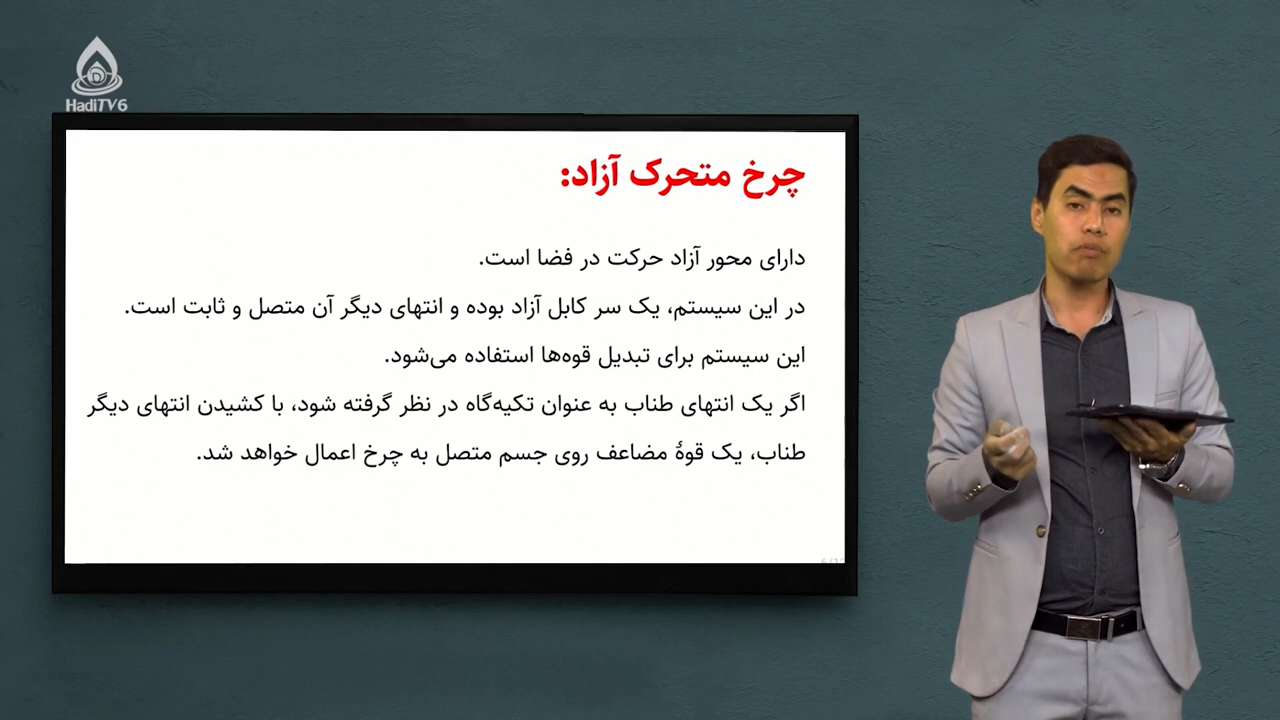 HadiTV6
چرخ متحرک آزاد:
دارای محور آزاد حرکت در فضا است.
در این سیستم، یک سر کابل آزاد بوده و انتهای دیگر آن متصل و ثابت است.
این سیستم برای تبدیل قوه‌ها استفاده می‌شود.
اگر یک انتهای طناب به عنوان تکیه‌گاه در نظر گرفته شود، با کشیدن انتهای دیگر
طناب، یک قوهٔ مضاعف روی جسم متصل به چرخ اعمال خواهد شد.